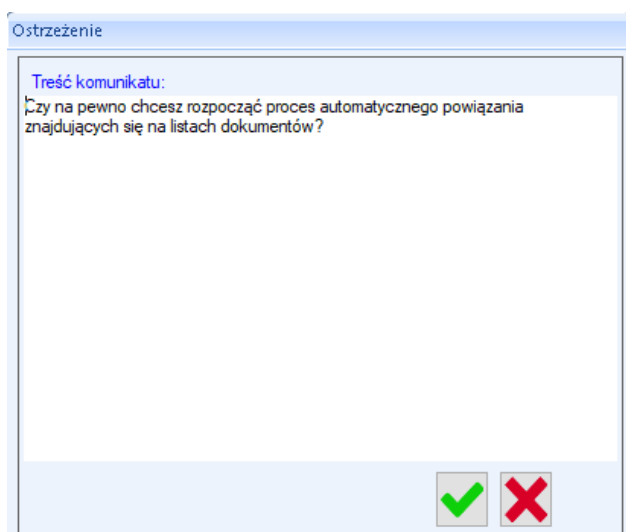 Ostrzeżenie
Treść komunikatu:
Czy na pewno chcesz rozpocząć proces automatycznego powiązania
znajdujących się na listach dokumentów?